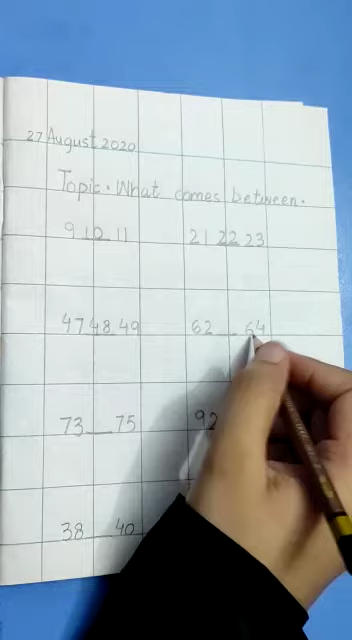 27 August 2020
Topic. What comes between.
9 10 11 21 22 23
47 48 49 62 __ 64
73 __ 75 92
38 __ 40